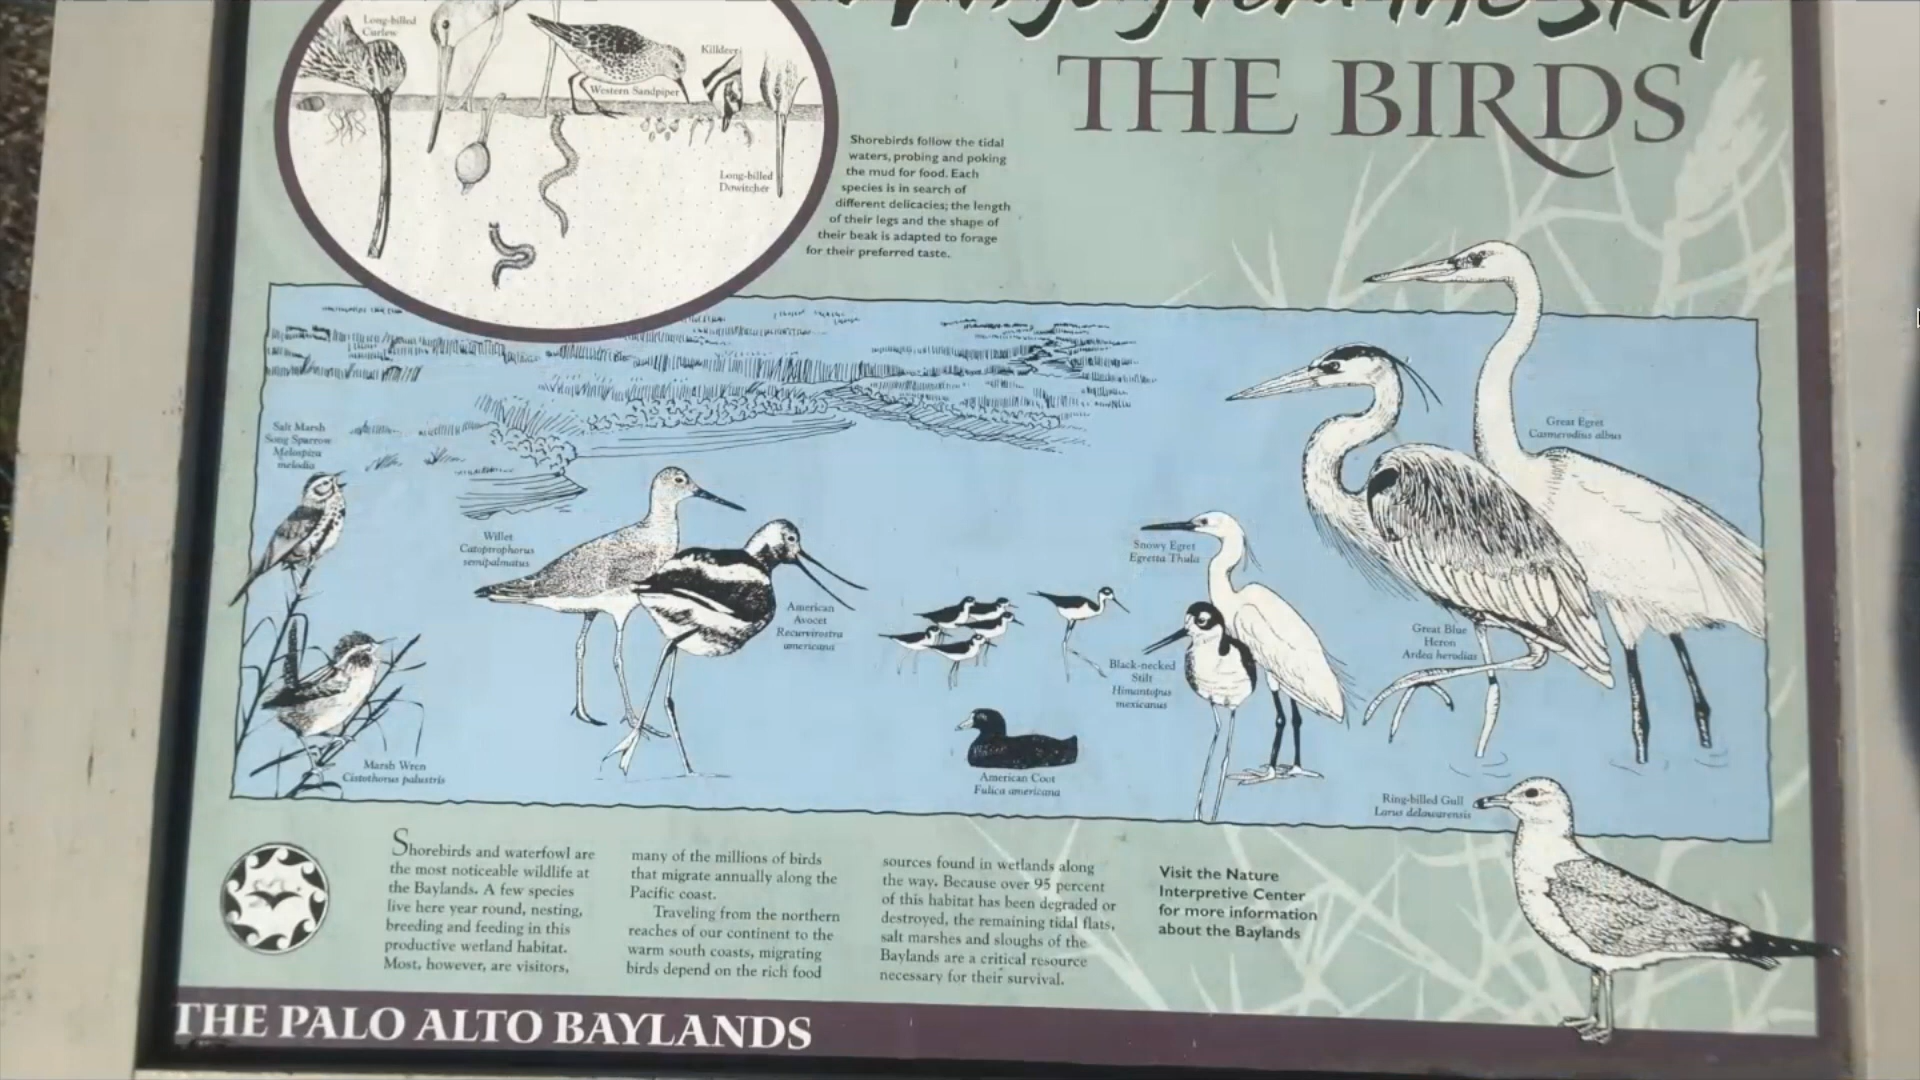 THE BIRDS
Long-billed
Curlew
Western Sandpiper
Killdeer
Long-billed
Dowitcher
Shorebirds follow the tidal
waters, probing and poking
the mud for food. Each
species is in search of
different delicacies; the length
of their legs and the shape of
their beak is adapted to forage
for their preferred taste.
Salt Marsh
Song Sparrow
Melospiza
melodia
Willet
Catoptrophorus
semipalmatus
American
Avocet
Recurvirostra
americana
Marsh Wren
Cistothorus palustris
American Coot
Fulica americana
Snowy Egret
Egretta Thula
Black-necked
Stilt
Himantopus
mexicanus
Great Egret
Casmerodius albus
Great Blue
Heron
Ardea herodias
Ring-billed Gull
Larus delawarensis
Shorebirds and waterfowl are
the most noticeable wildlife at
the Baylands. A few species
live here year round, nesting,
breeding and feeding in this
productive wetland habitat.
Most, however, are visitors,
many of the millions of birds
that migrate annually along the
Pacific coast.
Traveling from the northern
reaches of our continent to the
warm south coasts, migrating
birds depend on the rich food
sources found in wetlands along
the way. Because over 95 percent
of this habitat has been degraded or
destroyed, the remaining tidal flats,
salt marshes and sloughs of the
Baylands are a critical resource
necessary for their survival.
Visit the Nature
Interpretive Center
for more information
about the Baylands
THE PALO ALTO BAYLANDS